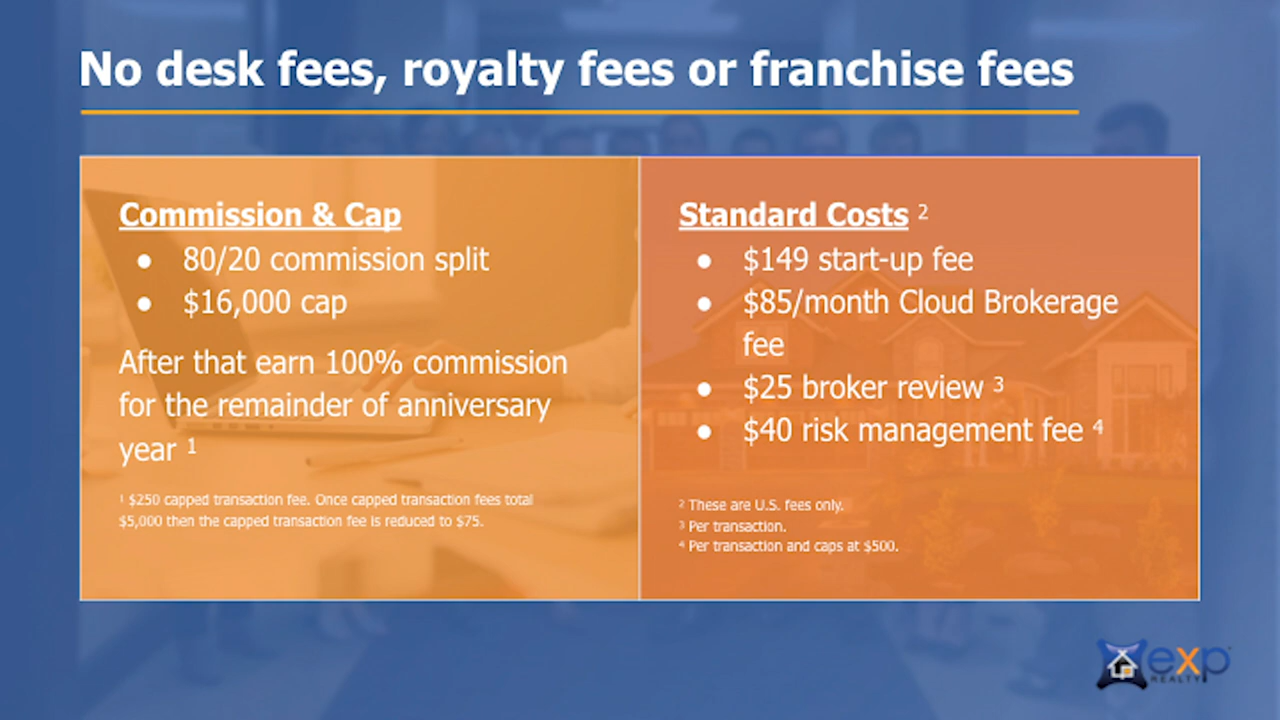 No desk fees, royalty fees or franchise fees
Commission & Cap
● 80/20 commission split
● $16,000 cap
After that earn 100% commission
for the remainder of anniversary
year ¹
¹ $250 capped transaction fee. Once capped transaction fees total
$5,000 then the capped transaction fee is reduced to $75.
Standard Costs ²
● $149 start-up fee
● $85/month Cloud Brokerage
fee
● $25 broker review ³
● $40 risk management fee ⁴
² These are U.S. fees only.
³ Per transaction.
⁴ Per transaction and caps at $500.
exp
REALTY